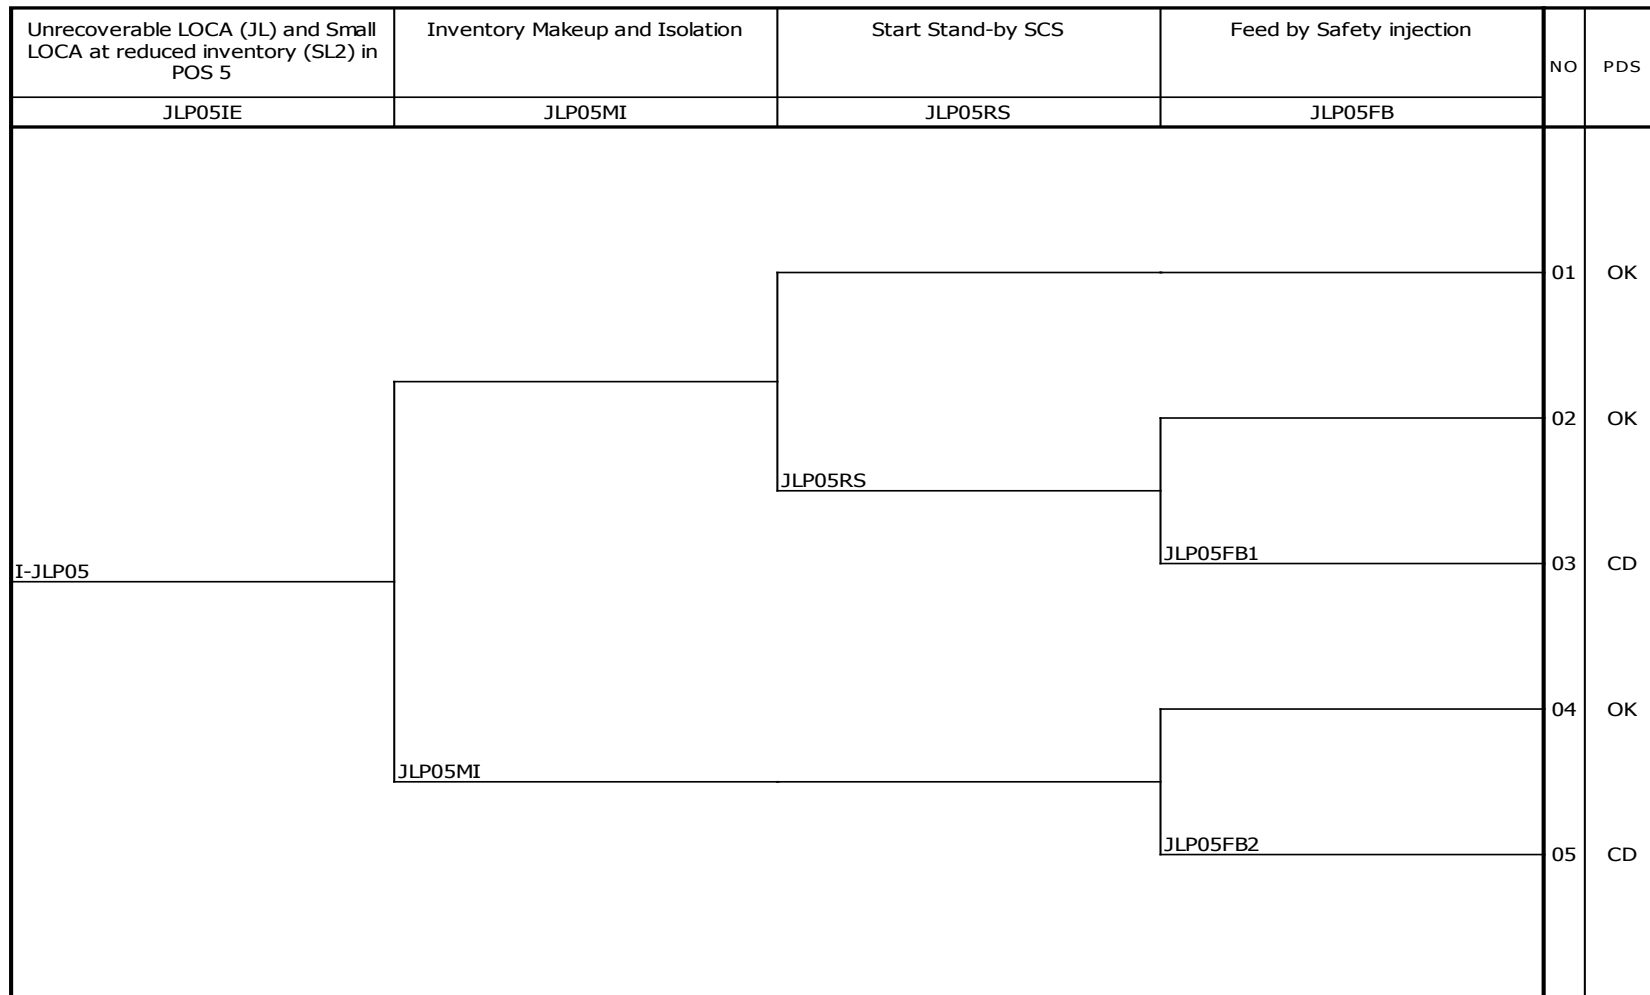 Unrecoverable LOCA (JL) and Small
LOCA at reduced inventory (SL2) in
POS 5
Inventory Makeup and Isolation
Start Stand-by SCS
Feed by Safety injection
NO
PDS
JLP05IE
JLP05MI
JLP05RS
JLP05FB
01
OK
02
OK
JLP05RS
JLP05FB1
03
CD
I-JLP05
04
OK
JLP05MI
JLP05FB2
05
CD